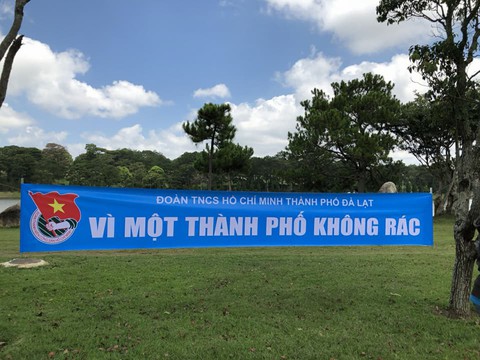 ĐOÀN TNCS HỒ CHÍ MINH THÀNH PHỐ ĐÀ LẠT
VÌ MỘT THÀNH PHỐ KHÔNG RÁC